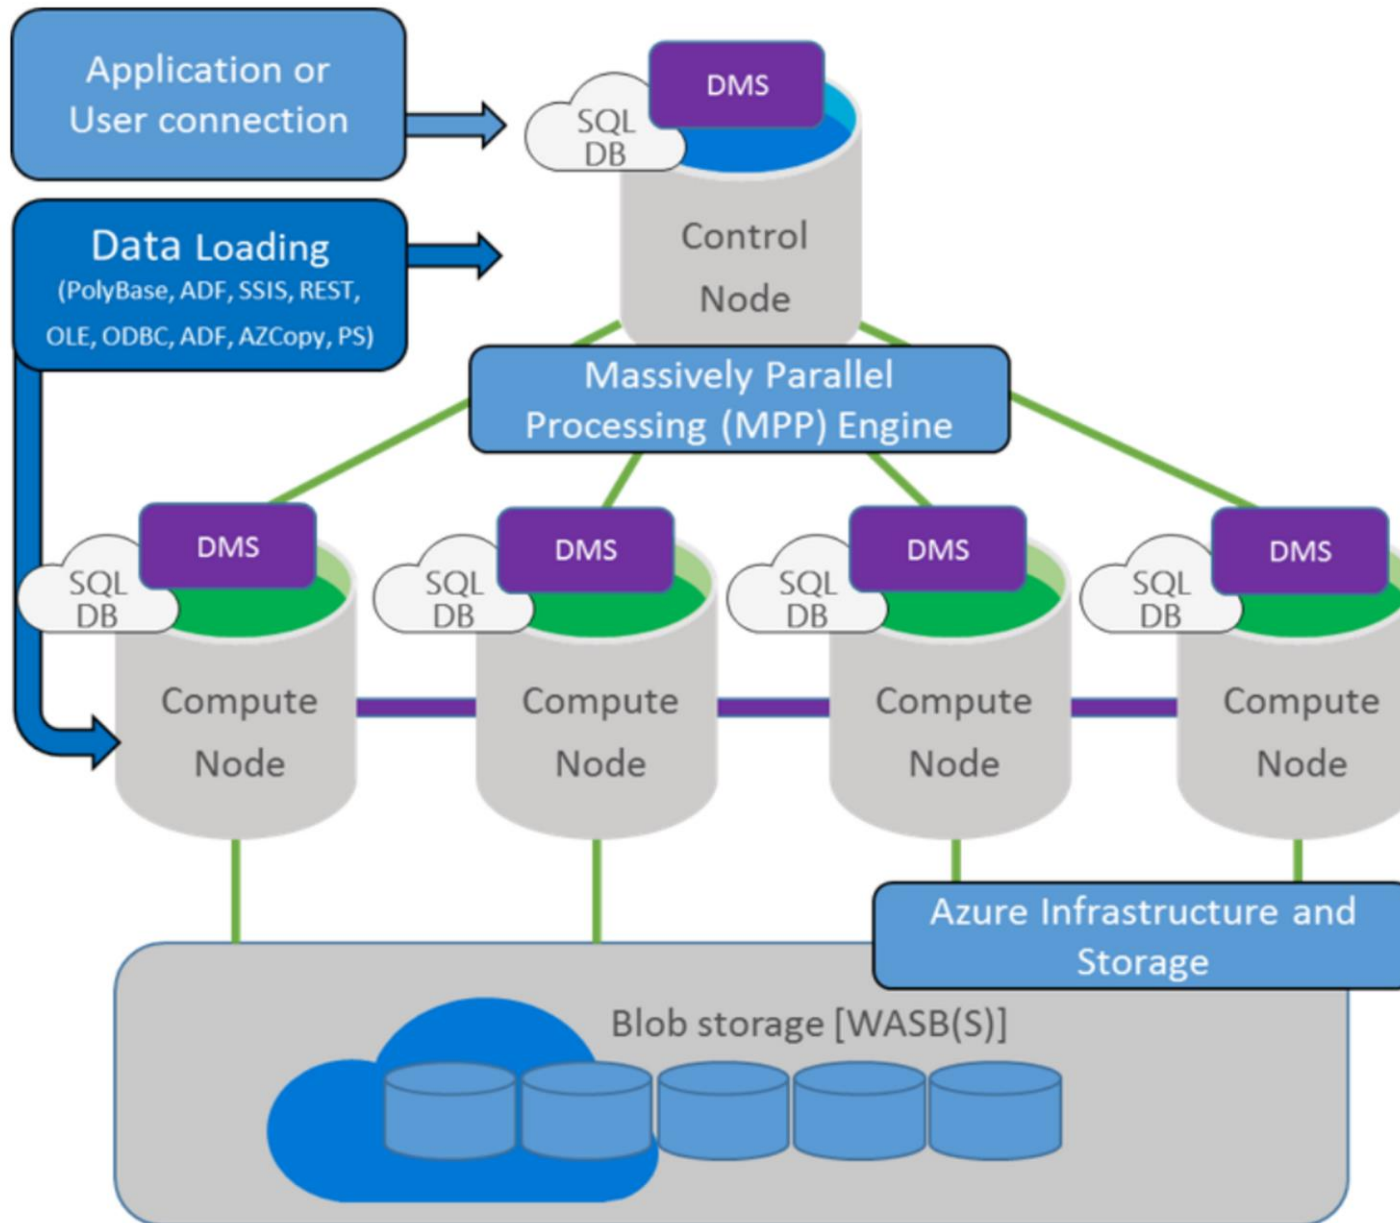 Application or
User connection
DMS
SQL
DB
Control
Node
Data Loading
(PolyBase, ADF, SSIS, REST,
OLE, ODBC, ADF, AZCopy, PS)
Massively Parallel
Processing (MPP) Engine
DMS
SQL
DB
Compute
Node
DMS
SQL
DB
Compute
Node
DMS
SQL
DB
Compute
Node
DMS
SQL
DB
Compute
Node
Azure Infrastructure and
Storage
Blob storage [WASB(S)]